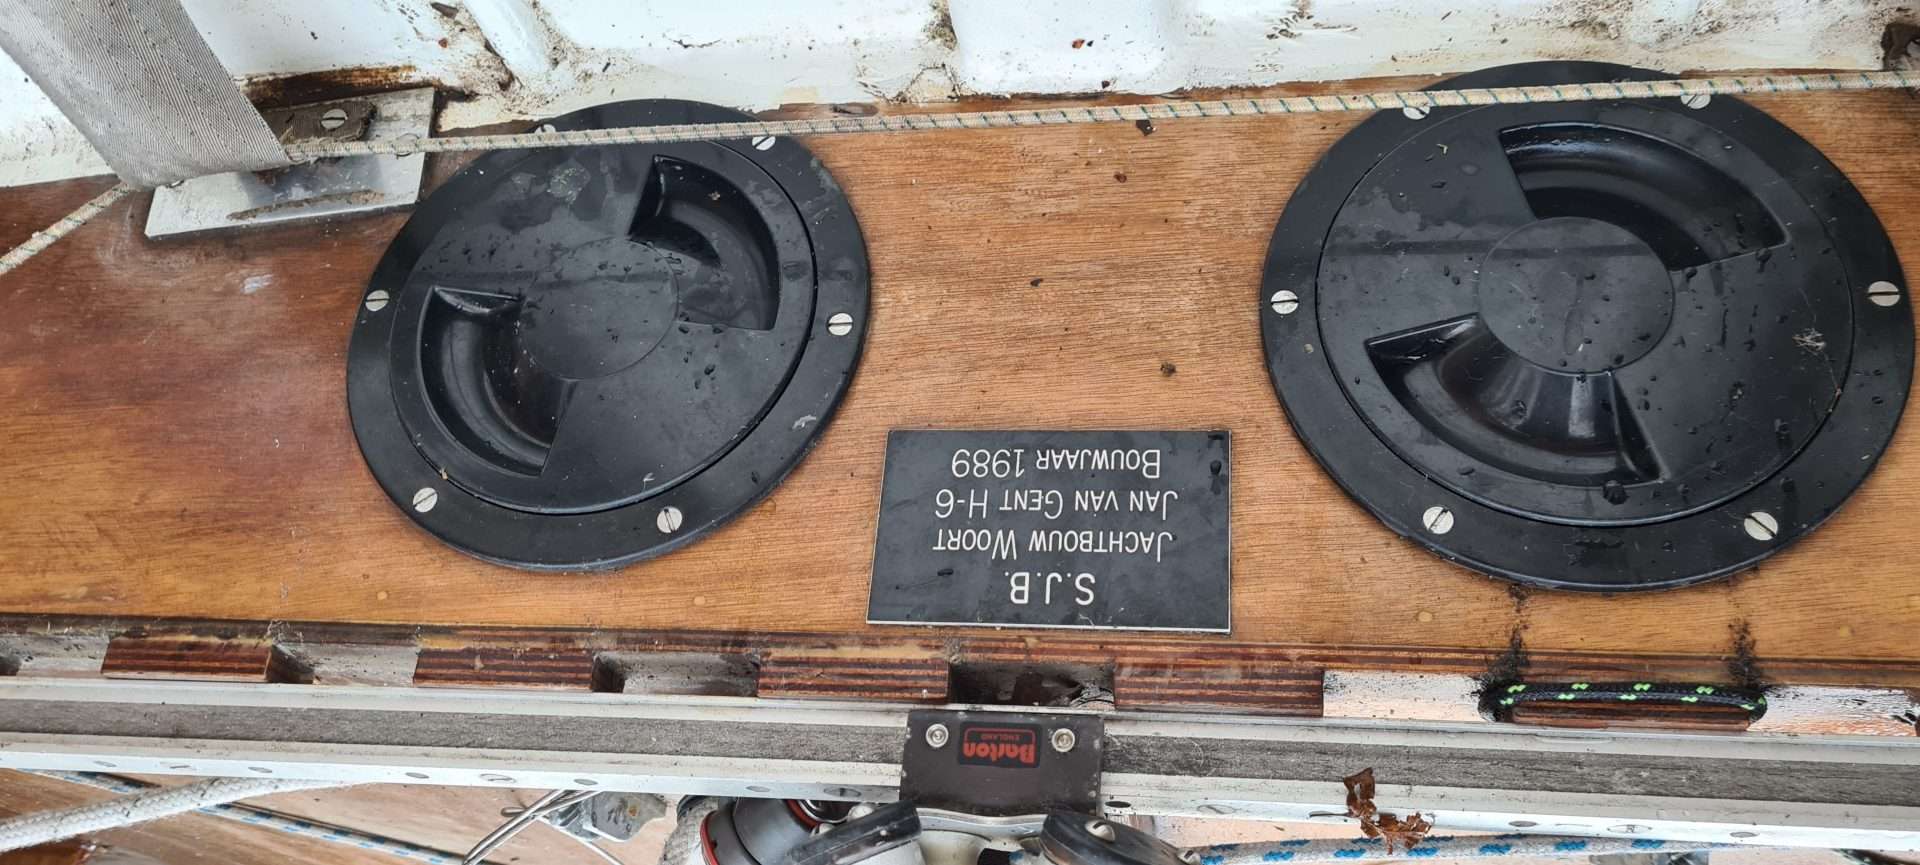 S.J.B.
JACHTBOUW WOORT
JAN VAN GENT H-6
BOUWJAAR 1989
Barton
ENGLAND